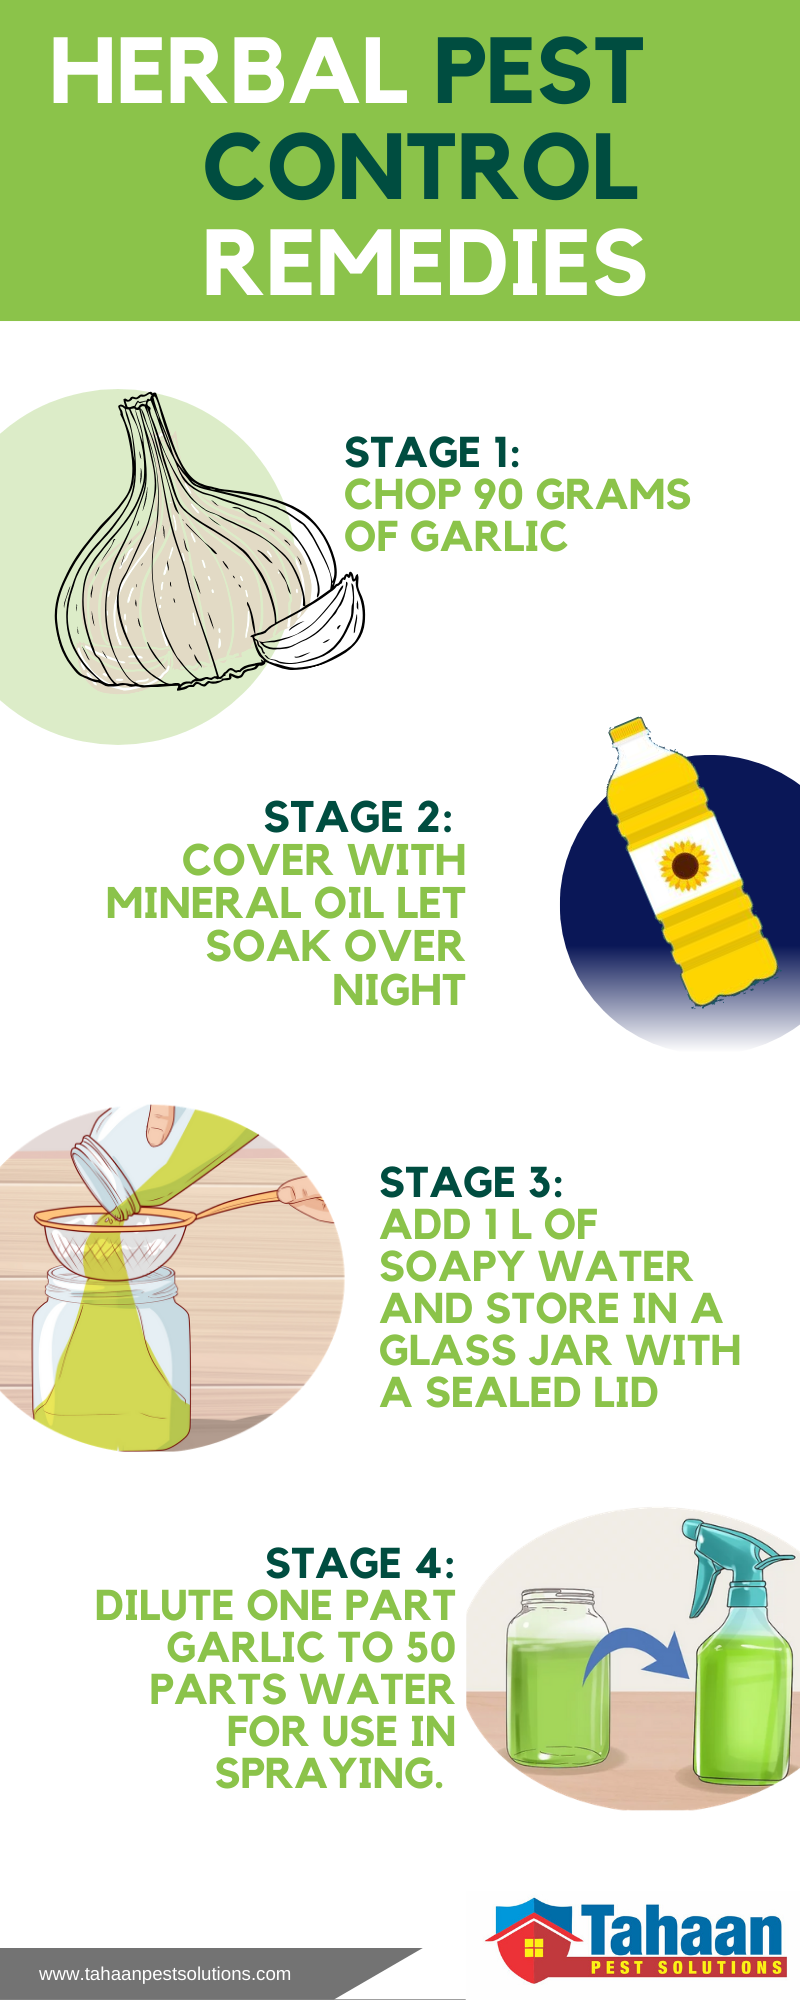 HERBAL PEST
CONTROL
REMEDIES
STAGE 1:
CHOP 90 GRAMS
OF GARLIC
STAGE 2:
COVER WITH
MINERAL OIL LET
SOAK OVER
NIGHT
STAGE 3:
ADD 1 L OF
SOAPY WATER
AND STORE IN A
GLASS JAR WITH
A SEALED LID
STAGE 4:
DILUTE ONE PART
GARLIC TO 50
PARTS WATER
FOR USE IN
SPRAYING.
Tahaan
PEST SOLUTIONS
www.tahaanpestsolutions.com